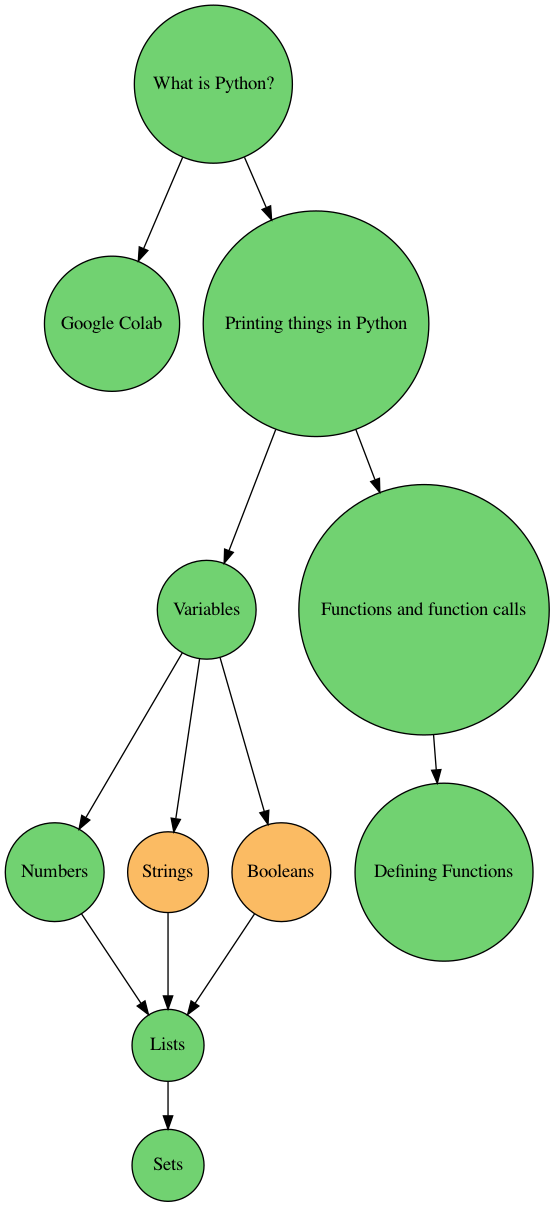 What is Python?
Google Colab
Printing things in Python
Variables
Functions and function calls
Numbers
Strings
Booleans
Defining Functions
Lists
Sets